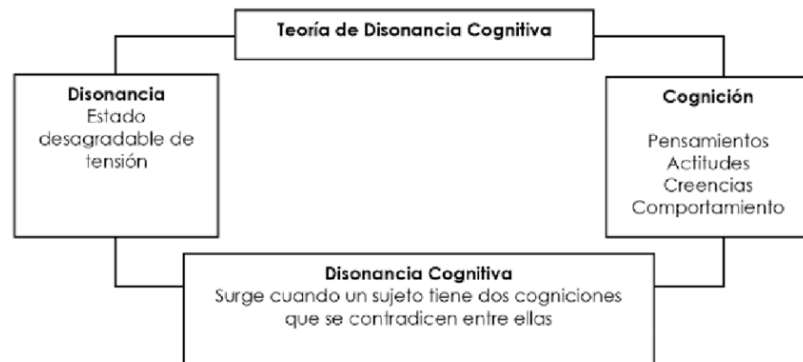 Teoría de Disonancia Cognitiva
Disonancia
Estado
desagradable de
tensión
Cognición
Pensamientos
Actitudes
Creencias
Comportamiento
Disonancia Cognitiva
Surge cuando un sujeto tiene dos cogniciones
que se contradicen entre ellas